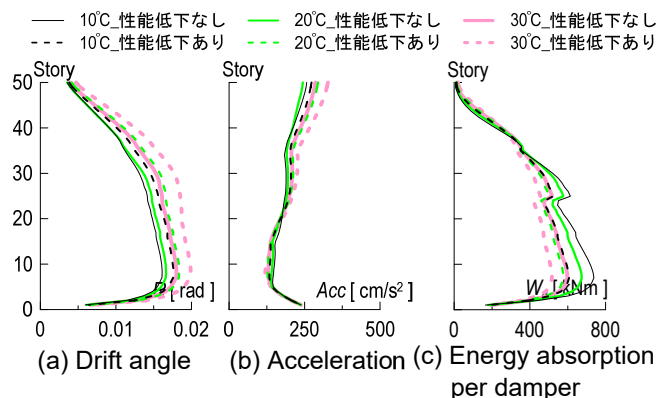 10℃_性能低下なし 20℃_性能低下なし 30℃_性能低下なし
10℃_性能低下あり 20℃_性能低下あり 30℃_性能低下あり
Story Story Story
50
40
30
20
10
0
[ rad ] Acc [ cm/s² ] W [ kNm ]
0 0.01 0.02 0 250 500 0 400 800
(a) Drift angle (b) Acceleration (c) Energy absorption
per damper